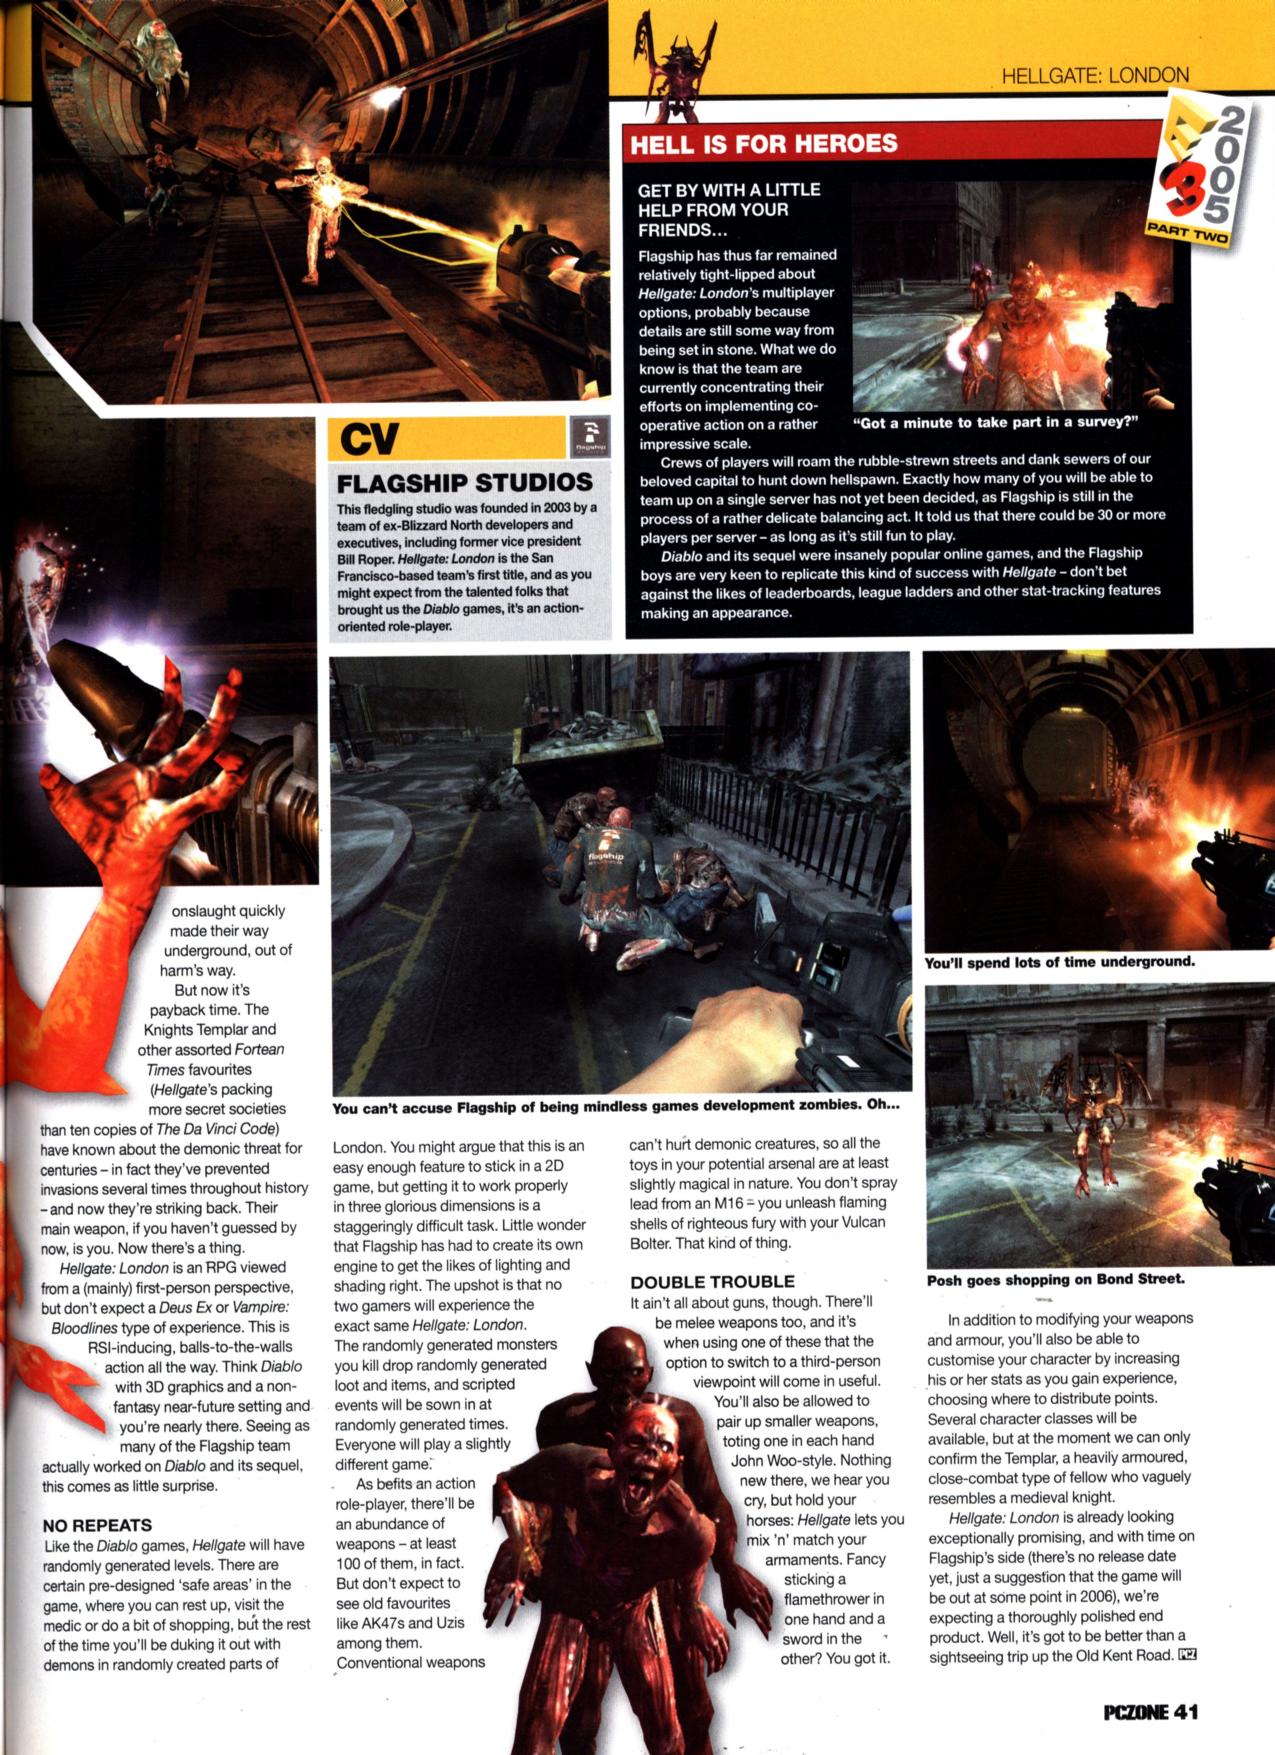 HELLGATE: LONDON
E3
2005
PART TWO
HELL IS FOR HEROES
GET BY WITH A LITTLE
HELP FROM YOUR
FRIENDS...
Flagship has thus far remained
relatively tight-lipped about
Hellgate: London's multiplayer
options, probably because
details are still some way from
being set in stone. What we do
know is that the team are
currently concentrating their
efforts on implementing co-
operative action on a rather
impressive scale.
Crews of players will roam the rubble-strewn streets and dank sewers of our
beloved capital to hunt down hellspawn. Exactly how many of you will be able to
team up on a single server has not yet been decided, as Flagship is still in the
process of a rather delicate balancing act. It told us that there could be 30 or more
players per server – as long as it's still fun to play.
Diablo and its sequel were insanely popular online games, and the Flagship
boys are very keen to replicate this kind of success with Hellgate – don't bet
against the likes of leaderboards, league ladders and other stat-tracking features
making an appearance.
"Got a minute to take part in a survey?"
CV
flagship
FLAGSHIP STUDIOS
This fledgling studio was founded in 2003 by a
team of ex-Blizzard North developers and
executives, including former vice president
Bill Roper. Hellgate: London is the San
Francisco-based team's first title, and as you
might expect from the talented folks that
brought us the Diablo games, it's an action-
oriented role-player.
flagship
You can't accuse Flagship of being mindless games development zombies. Oh...
You'll spend lots of time underground.
Posh goes shopping on Bond Street.
onslaught quickly
made their way
underground, out of
harm's way.
But now it's
payback time. The
Knights Templar and
other assorted Fortean
Times favourites
(Hellgate's packing
more secret societies
than ten copies of The Da Vinci Code)
have known about the demonic threat for
centuries – in fact they've prevented
invasions several times throughout history
– and now they're striking back. Their
main weapon, if you haven't guessed by
now, is you. Now there's a thing.
Hellgate: London is an RPG viewed
from a (mainly) first-person perspective,
but don't expect a Deus Ex or Vampire:
Bloodlines type of experience. This is
RSI-inducing, balls-to-the-walls
action all the way. Think Diablo
with 3D graphics and a non-
fantasy near-future setting and
you're nearly there. Seeing as
many of the Flagship team
actually worked on Diablo and its sequel,
this comes as little surprise.
NO REPEATS
Like the Diablo games, Hellgate will have
randomly generated levels. There are
certain pre-designed 'safe areas' in the
game, where you can rest up, visit the
medic or do a bit of shopping, but the rest
of the time you'll be duking it out with
demons in randomly created parts of
London. You might argue that this is an
easy enough feature to stick in a 2D
game, but getting it to work properly
in three glorious dimensions is a
staggeringly difficult task. Little wonder
that Flagship has had to create its own
engine to get the likes of lighting and
shading right. The upshot is that no
two gamers will experience the
exact same Hellgate: London.
The randomly generated monsters
you kill drop randomly generated
loot and items, and scripted
events will be sown in at
randomly generated times.
Everyone will play a slightly
different game.
As befits an action
role-player, there'll be
an abundance of
weapons – at least
100 of them, in fact.
But don't expect to
see old favourites
like AK47s and Uzis
among them.
Conventional weapons
can't hurt demonic creatures, so all the
toys in your potential arsenal are at least
slightly magical in nature. You don't spray
lead from an M16 – you unleash flaming
shells of righteous fury with your Vulcan
Bolter. That kind of thing.
DOUBLE TROUBLE
It ain't all about guns, though. There'll
be melee weapons too, and it's
when using one of these that the
option to switch to a third-person
viewpoint will come in useful.
You'll also be allowed to
pair up smaller weapons,
toting one in each hand
John Woo-style. Nothing
new there, we hear you
cry, but hold your
horses: Hellgate lets you
mix 'n' match your
armaments. Fancy
sticking a
flamethrower in
one hand and a
sword in the
other? You got it.
In addition to modifying your weapons
and armour, you'll also be able to
customise your character by increasing
his or her stats as you gain experience,
choosing where to distribute points.
Several character classes will be
available, but at the moment we can only
confirm the Templar, a heavily armoured,
close-combat type of fellow who vaguely
resembles a medieval knight.
Hellgate: London is already looking
exceptionally promising, and with time on
Flagship's side (there's no release date
yet, just a suggestion that the game will
be out at some point in 2006), we're
expecting a thoroughly polished end
product. Well, it's got to be better than a
sightseeing trip up the Old Kent Road. PCZ
PCZONE 41